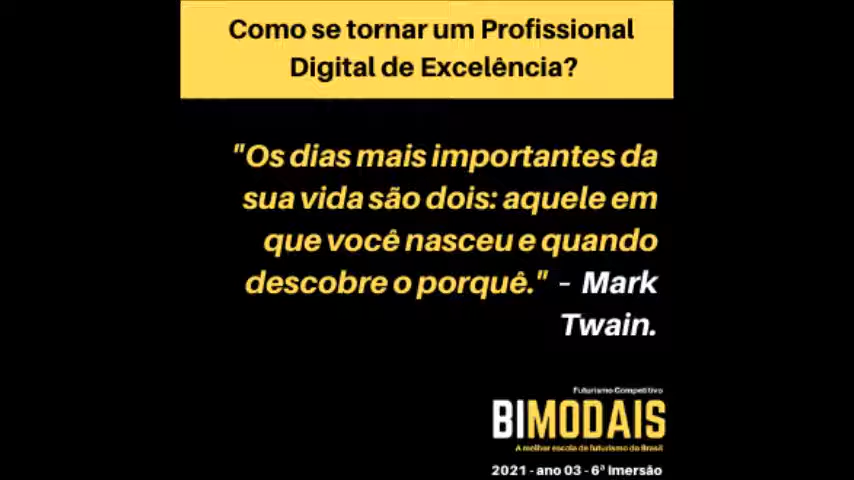 Como se tornar um Profissional
Digital de Excelência?
"Os dias mais importantes da
sua vida são dois: aquele em
que você nasceu e quando
descobre o porquê." - Mark
Twain.
Futurismo Competitivo
BIMODAIS
A melhor escola de futurismo do Brasil
2021 - ano 03 - 6ª Imersão